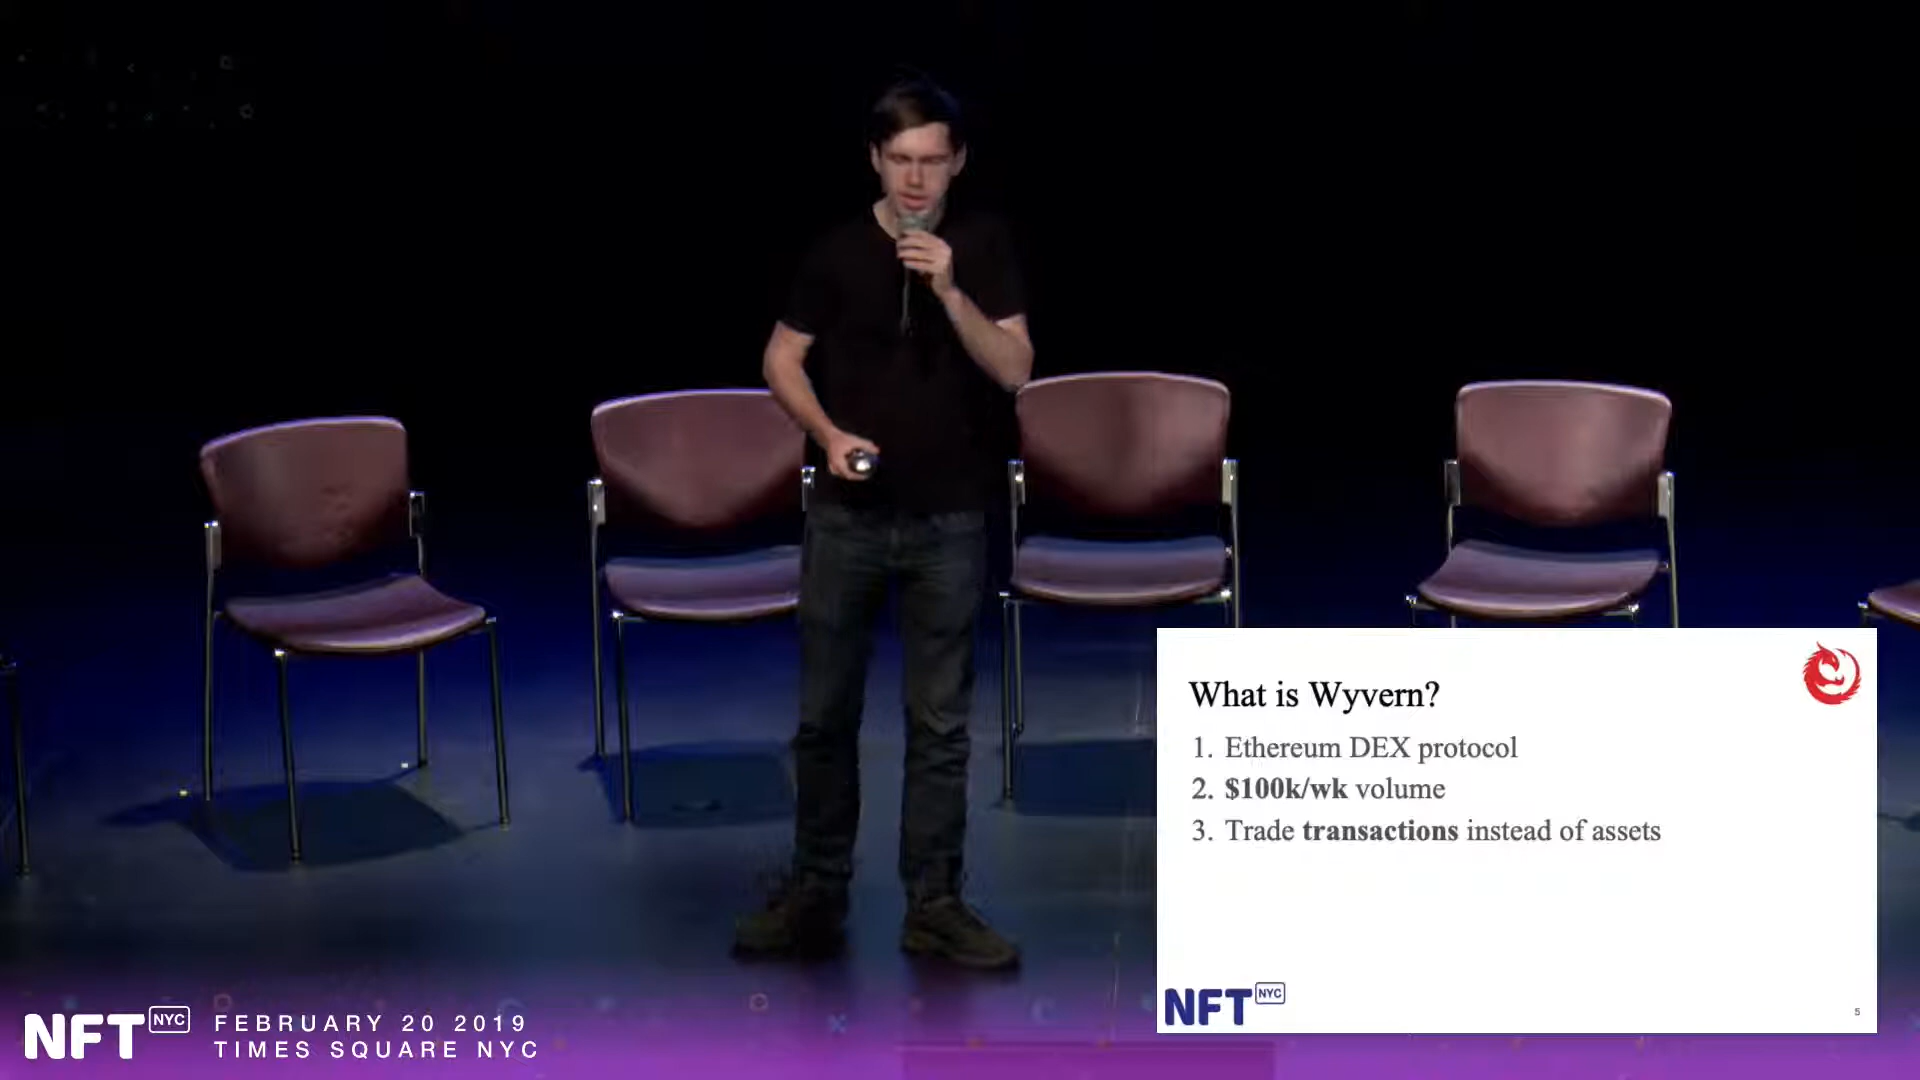 What is Wyvern?
1. Ethereum DEX protocol
2. $100k/wk volume
3. Trade transactions instead of assets
NFT NYC
5
NFT NYC
FEBRUARY 20 2019
TIMES SQUARE NYC